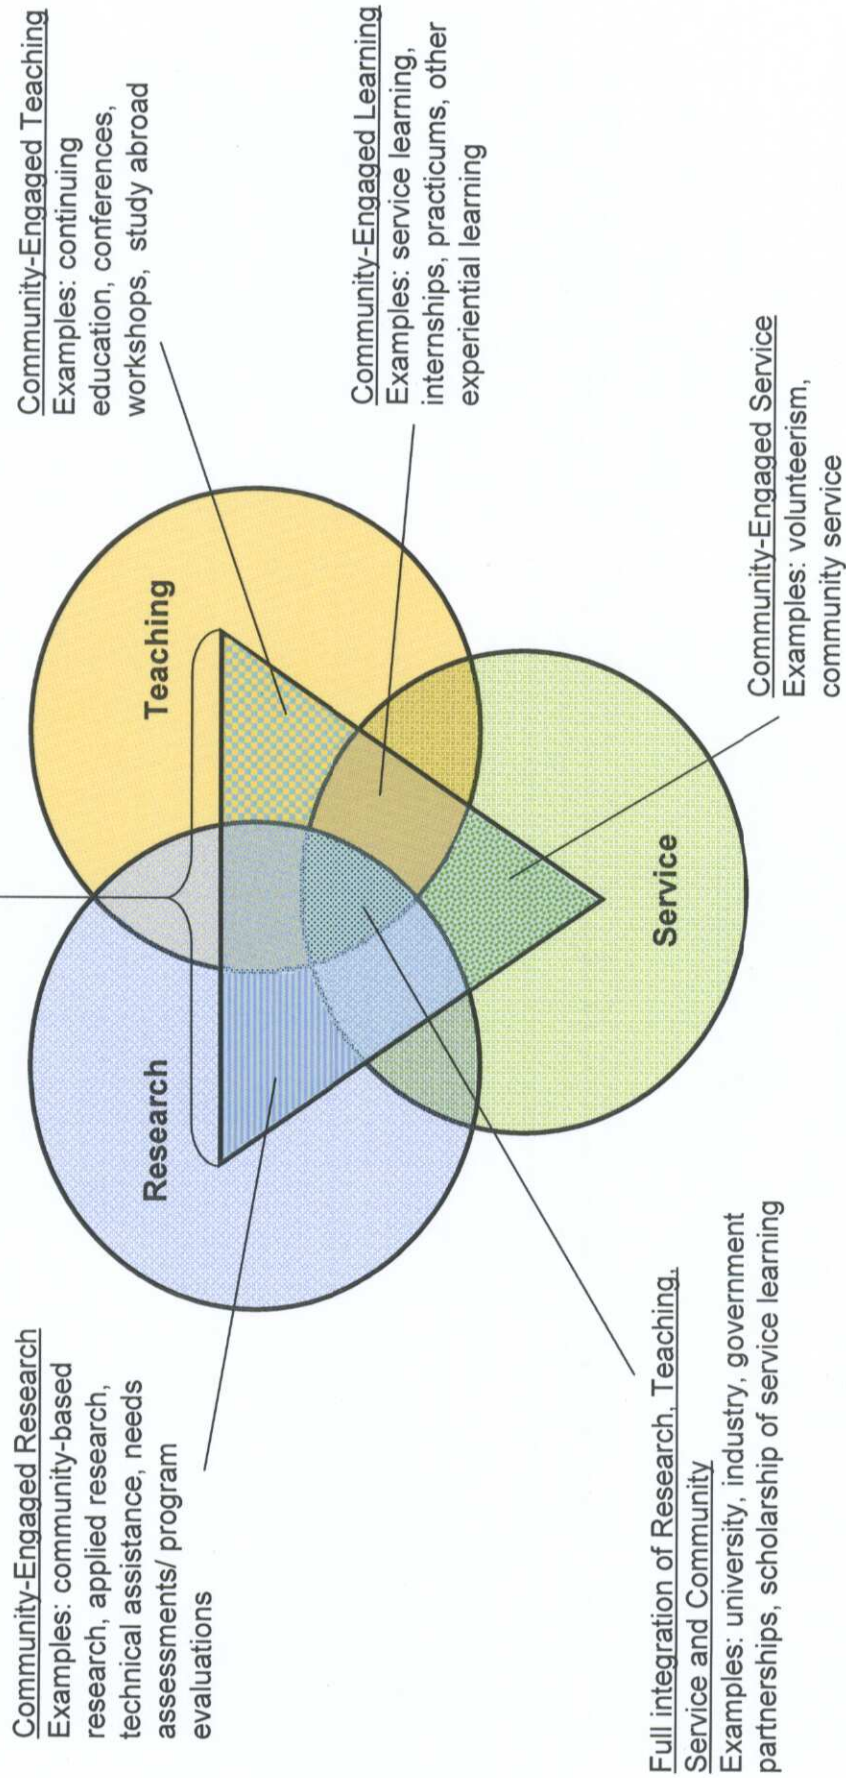 Community-Engaged Research
Examples: community-based
research, applied research,
technical assistance, needs
assessments/ program
evaluations
Research
Teaching
Service
Community-Engaged Teaching
Examples: continuing
education, conferences,
workshops, study abroad
Community-Engaged Learning
Examples: service learning,
internships, practicums, other
experiential learning
Community-Engaged Service
Examples: volunteerism,
community service
Full integration of Research, Teaching,
Service and Community
Examples: university, industry, government
partnerships, scholarship of service learning